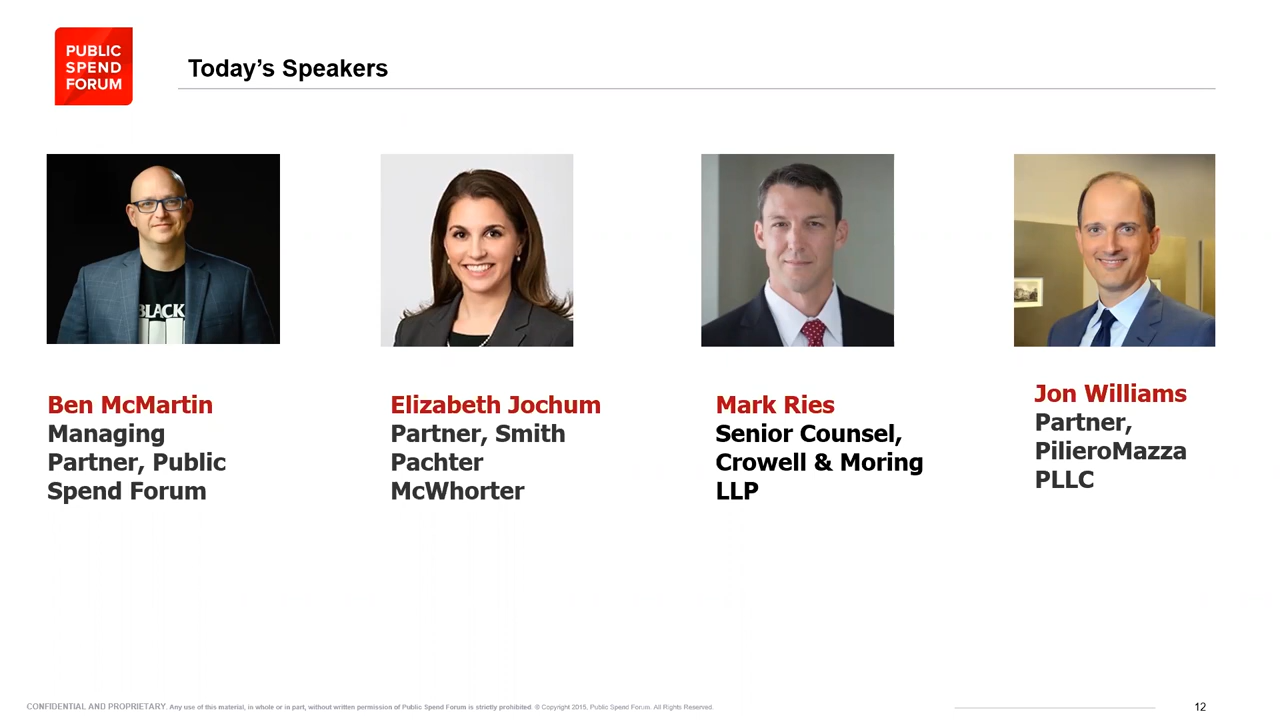 PUBLIC
SPEND
FORUM
Today's Speakers
BLACK
Ben McMartin
Managing
Partner, Public
Spend Forum
Elizabeth Jochum
Partner, Smith
Pachter
McWhorter
Mark Ries
Senior Counsel,
Crowell & Moring
LLP
Jon Williams
Partner,
PilieroMazza
PLLC
CONFIDENTIAL AND PROPRIETARY. Any use of this material, in whole or in part, without written permission of Public Spend Forum is strictly prohibited. © Copyright 2015, Public Spend Forum. All Rights Reserved.
12